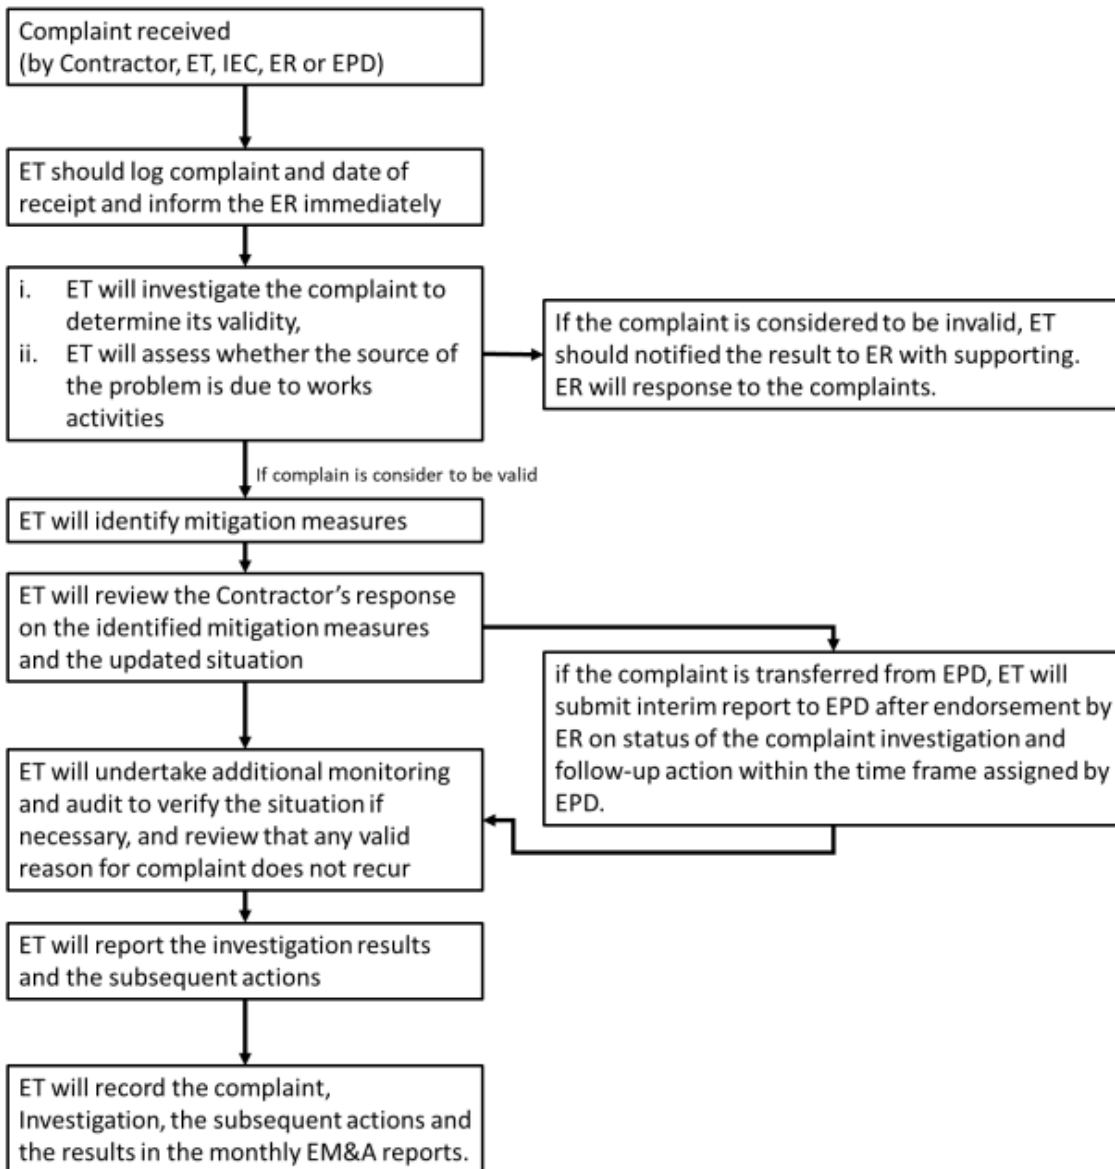 Complaint received
(by Contractor, ET, IEC, ER or EPD)
ET should log complaint and date of
receipt and inform the ER immediately
i. ET will investigate the complaint to
determine its validity,
ii. ET will assess whether the source of
the problem is due to works
activities
If the complaint is considered to be invalid, ET
should notified the result to ER with supporting.
ER will response to the complaints.
If complain is consider to be valid
ET will identify mitigation measures
ET will review the Contractor’s response
on the identified mitigation measures
and the updated situation
if the complaint is transferred from EPD, ET will
submit interim report to EPD after endorsement by
ER on status of the complaint investigation and
follow-up action within the time frame assigned by
EPD.
ET will undertake additional monitoring
and audit to verify the situation if
necessary, and review that any valid
reason for complaint does not recur
ET will report the investigation results
and the subsequent actions
ET will record the complaint,
Investigation, the subsequent actions and
the results in the monthly EM&A reports.